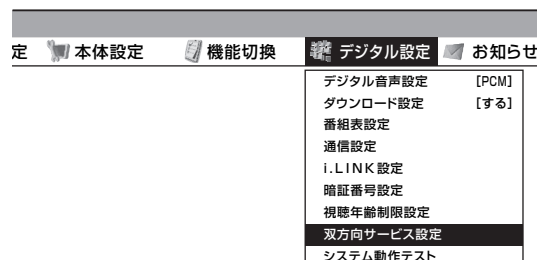 定 本体設定 機能切換 デジタル設定 お知らせ
デジタル音声設定 [PCM]
ダウンロード設定 [する]
番組表設定
通信設定
i.LINK設定
暗証番号設定
視聴年齢制限設定
双方向サービス設定
システム動作テスト